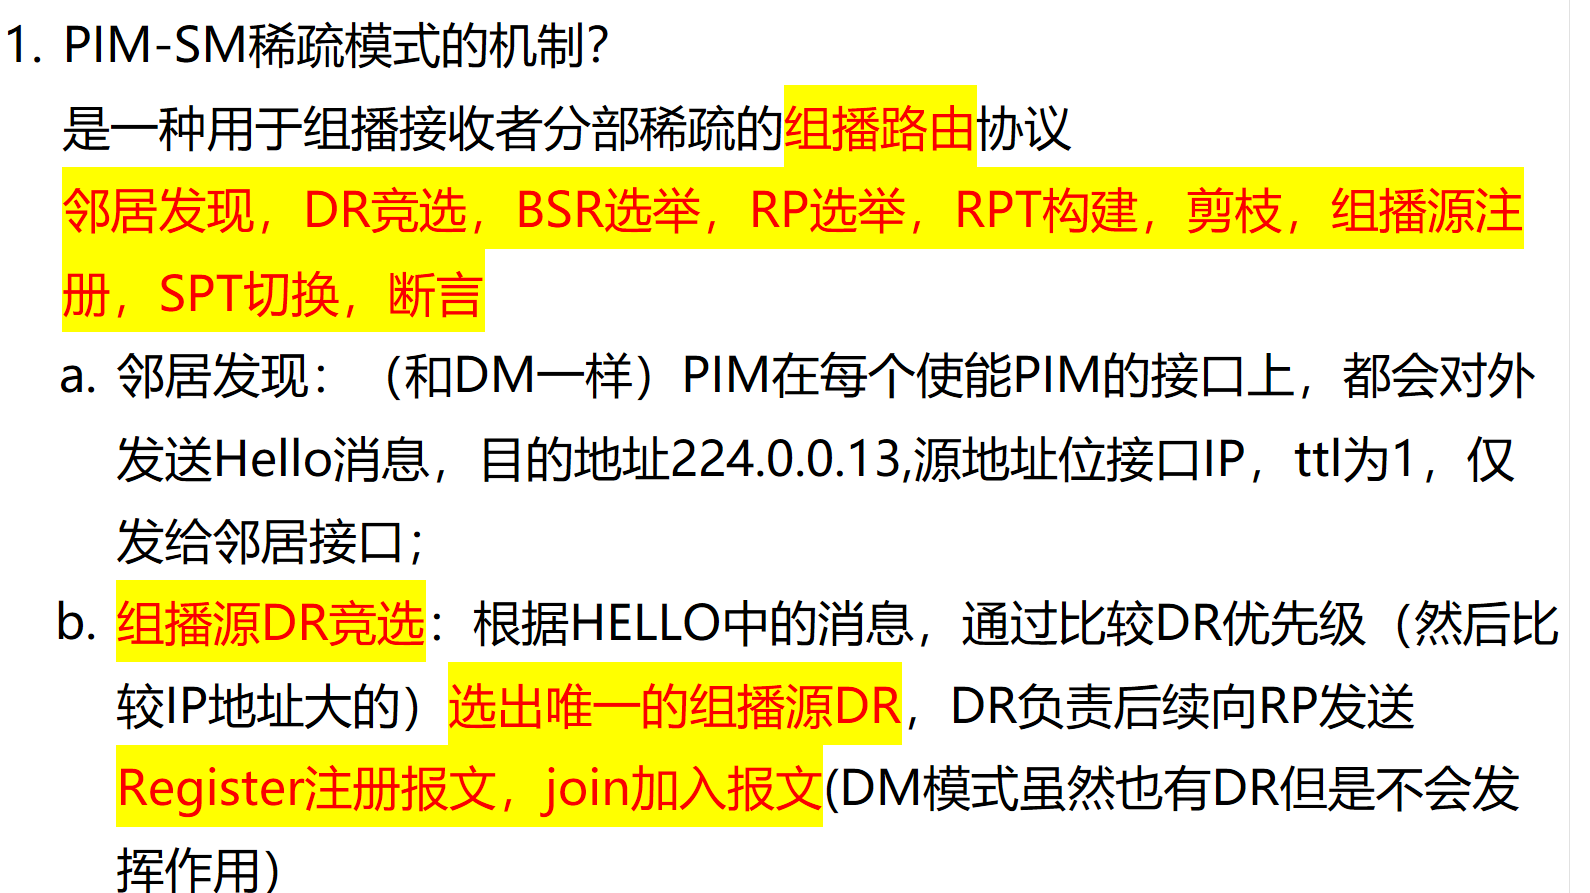 1. PIM-SM稀疏模式的机制？
是一种用于组播接收者分部稀疏的组播路由协议
邻居发现，DR竞选，BSR选举，RP选举，RPT构建，剪枝，组播源注
册，SPT切换，断言
a. 邻居发现：（和DM一样）PIM在每个使能PIM的接口上，都会对外
发送Hello消息，目的地址224.0.0.13,源地址位接口IP，ttl为1，仅
发给邻居接口；
b. 组播源DR竞选：根据HELLO中的消息，通过比较DR优先级（然后比
较IP地址大的）选出唯一的组播源DR，DR负责后续向RP发送
Register注册报文，join加入报文(DM模式虽然也有DR但是不会发
挥作用）